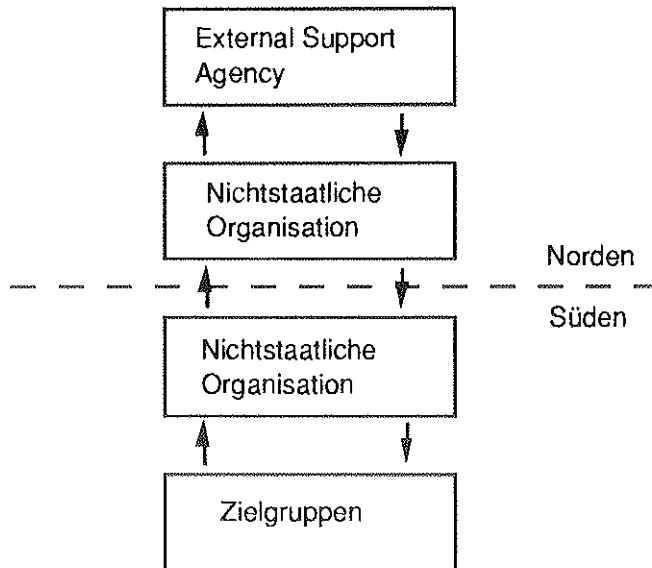 External Support
Agency
Nichtstaatliche
Organisation
Norden
Süden
Nichtstaatliche
Organisation
Zielgruppen